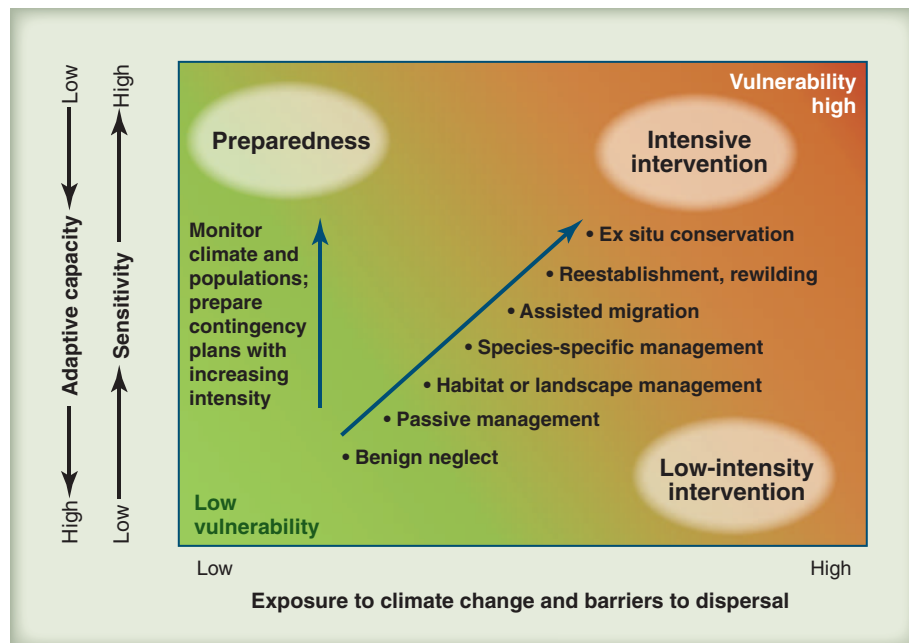 Low
High
Adaptive capacity
Sensitivity
High
Low
Vulnerability
high
Preparedness
Intensive
intervention
Monitor
climate and
populations;
prepare
contingency
plans with
increasing
intensity
• Ex situ conservation
• Reestablishment, rewilding
• Assisted migration
• Species-specific management
• Habitat or landscape management
• Passive management
• Benign neglect
Low-intensity
intervention
Low
vulnerability
Low
High
Exposure to climate change and barriers to dispersal